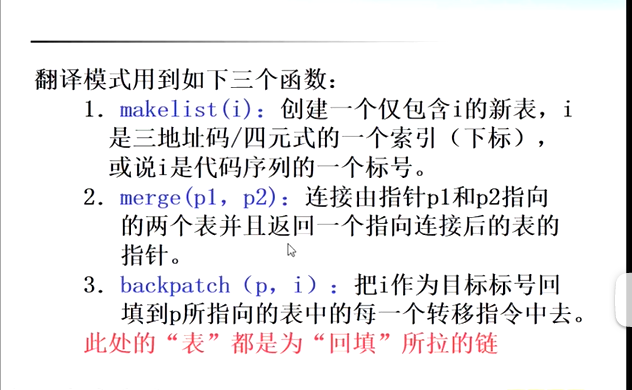 翻译模式用到如下三个函数：
1. makelist(i)：创建一个仅包含i的新表，i
是三地址码/四元式的一个索引（下标），
或说i是代码序列的一个标号。
2. merge(p1, p2)：连接由指针p1和p2指向
的两个表并且返回一个指向连接后的表的
指针。
3. backpatch（p, i）：把i作为目标标号回
填到p所指向的表中的每一个转移指令中去。
此处的“表”都是为“回填”所拉的链